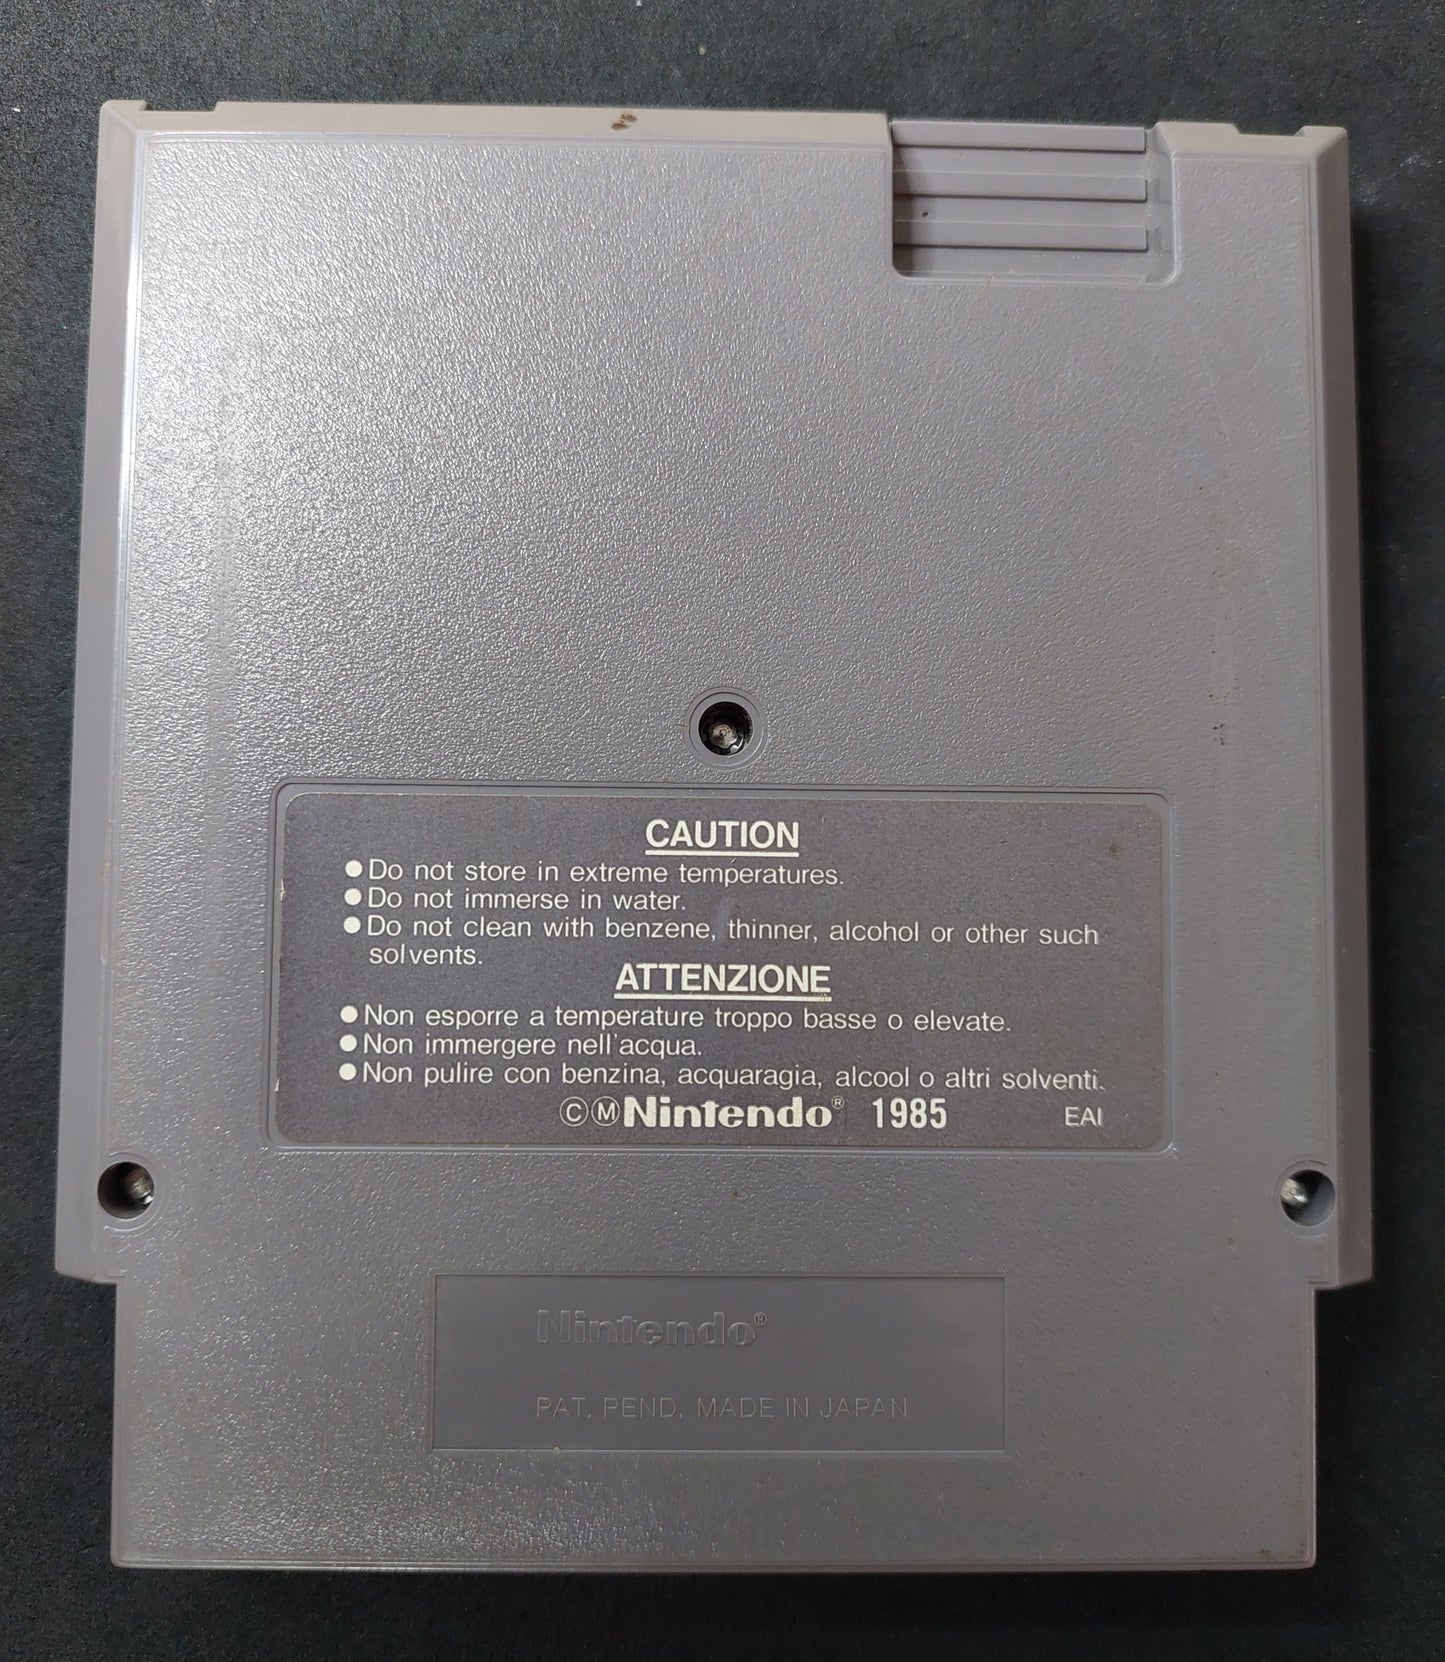 CAUTION
●Do not store in extreme temperatures.
●Do not immerse in water.
●Do not clean with benzene, thinner, alcohol or other such
solvents.
ATTENZIONE
●Non esporre a temperature troppo basse o elevate.
●Non immergere nell'acqua.
●Non pulire con benzina, acquaragia, alcool o altri solventi.
ⒸⓂNintendo® 1985 EAI
Nintendo®
PAT. PEND. MADE IN JAPAN